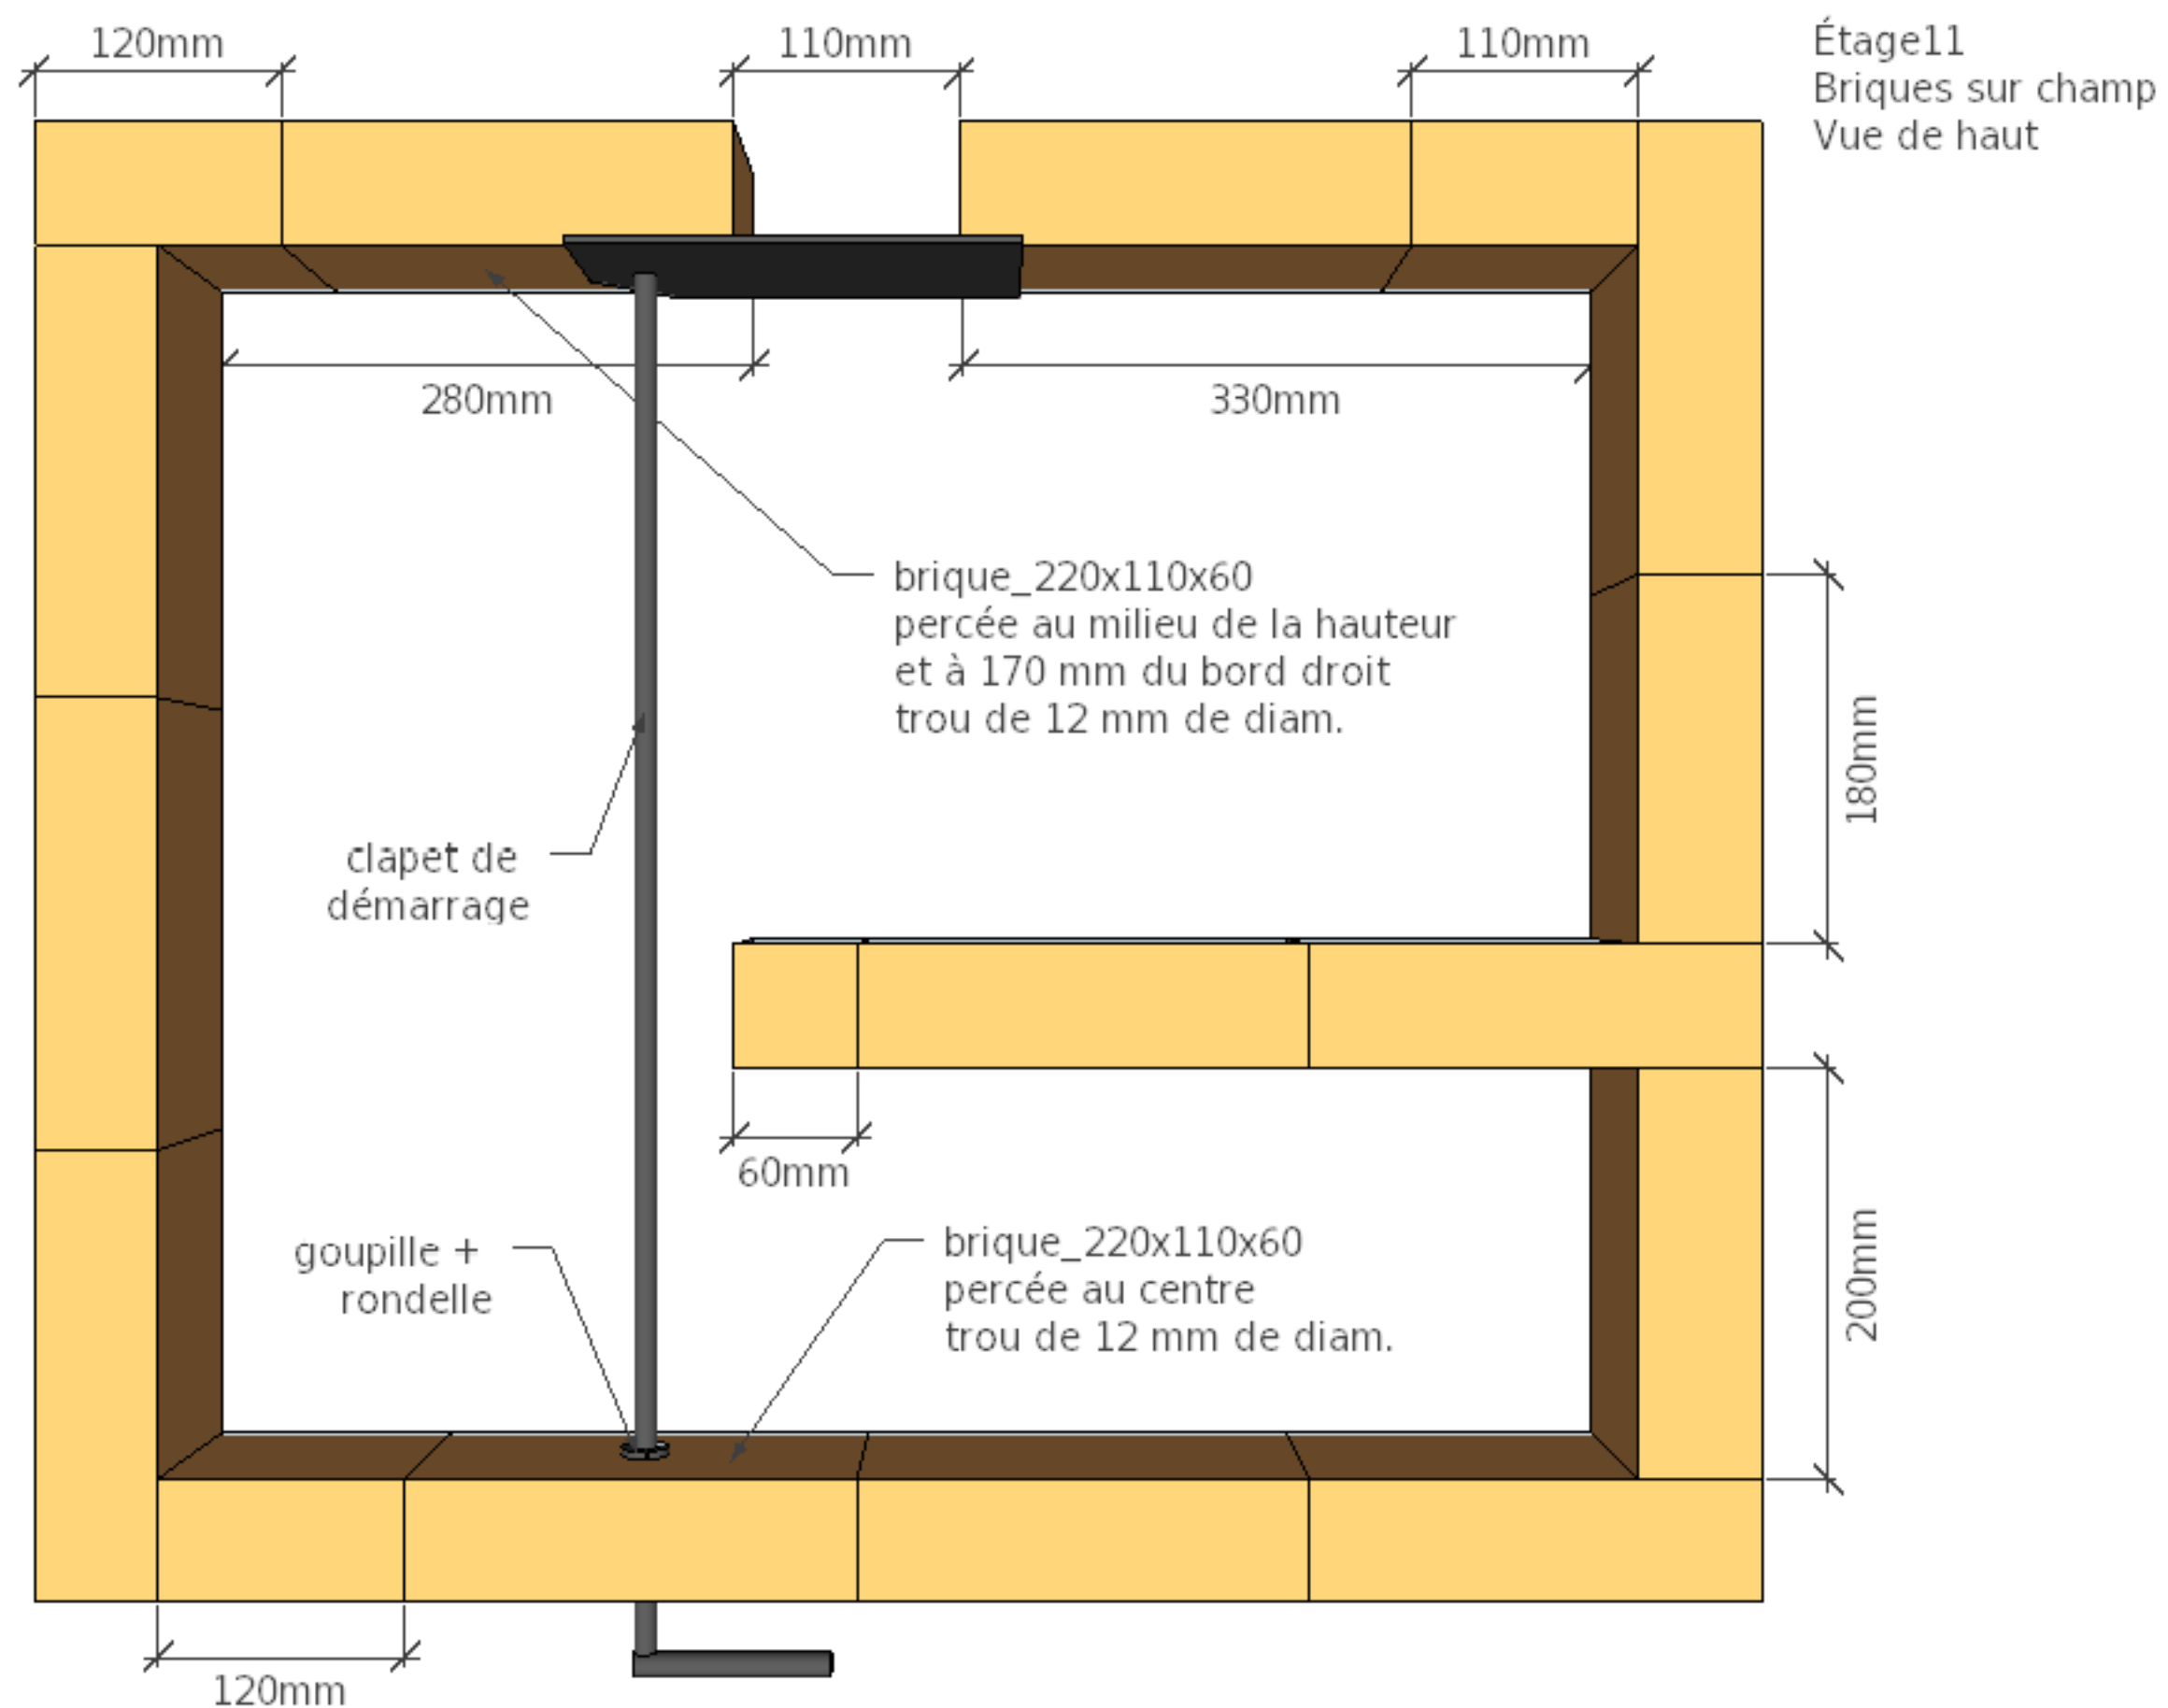 120mm
110mm
110mm
Étage11
Briques sur champ
Vue de haut
280mm
330mm
brique_220x110x60
percée au milieu de la hauteur
et à 170 mm du bord droit
trou de 12 mm de diam.
180mm
clapet de
démarrage
60mm
goupille +
rondelle
brique_220x110x60
percée au centre
trou de 12 mm de diam.
200mm
120mm